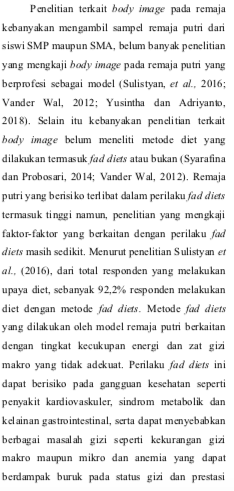 Penelitian terkait body image pada remaja
kebanyakan mengambil sampel remaja putri dari
siswi SMP maupun SMA, belum banyak penelitian
yang mengkaji body image pada remaja putri yang
berprofesi sebagai model (Sulistyan, et al., 2016;
Vander Wal, 2012; Yusintha dan Adriyanto,
2018). Selain itu kebanyakan penelitian terkait
body image belum meneliti metode diet yang
dilakukan termasuk fad diets atau bukan (Syarafina
dan Probosari, 2014; Vander Wal, 2012). Remaja
putri yang berisiko terlibat dalam perilaku fad diets
termasuk tinggi namun, penelitian yang mengkaji
faktor-faktor yang berkaitan dengan perilaku fad
diets masih sedikit. Menurut penelitian Sulistyan et
al., (2016), dari total responden yang melakukan
upaya diet, sebanyak 92,2% responden melakukan
diet dengan metode fad diets. Metode fad diets
yang dilakukan oleh model remaja putri berkaitan
dengan tingkat kecukupan energi dan zat gizi
makro yang tidak adekuat. Perilaku fad diets ini
dapat berisiko pada gangguan kesehatan seperti
penyakit kardiovaskuler, sindrom metabolik dan
kelainan gastrointestinal, serta dapat menyebabkan
berbagai masalah gizi seperti kekurangan gizi
makro maupun mikro dan anemia yang dapat
berdampak buruk pada status gizi dan prestasi